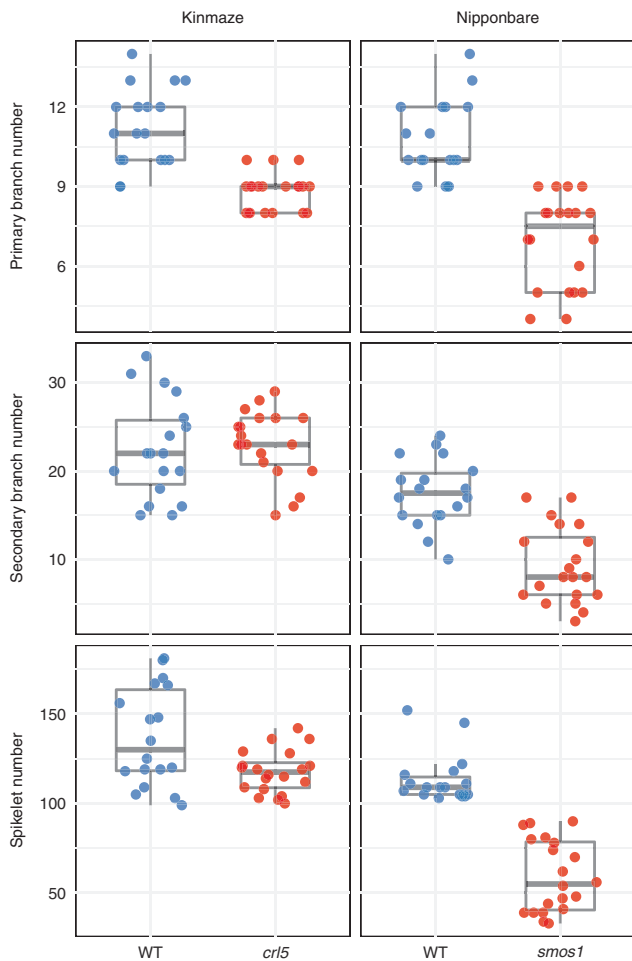 Kinmaze Nipponbare
Primary branch number
12
9
6
Secondary branch number
30
20
10
Spikelet number
150
100
50
WT crl5 WT smos1